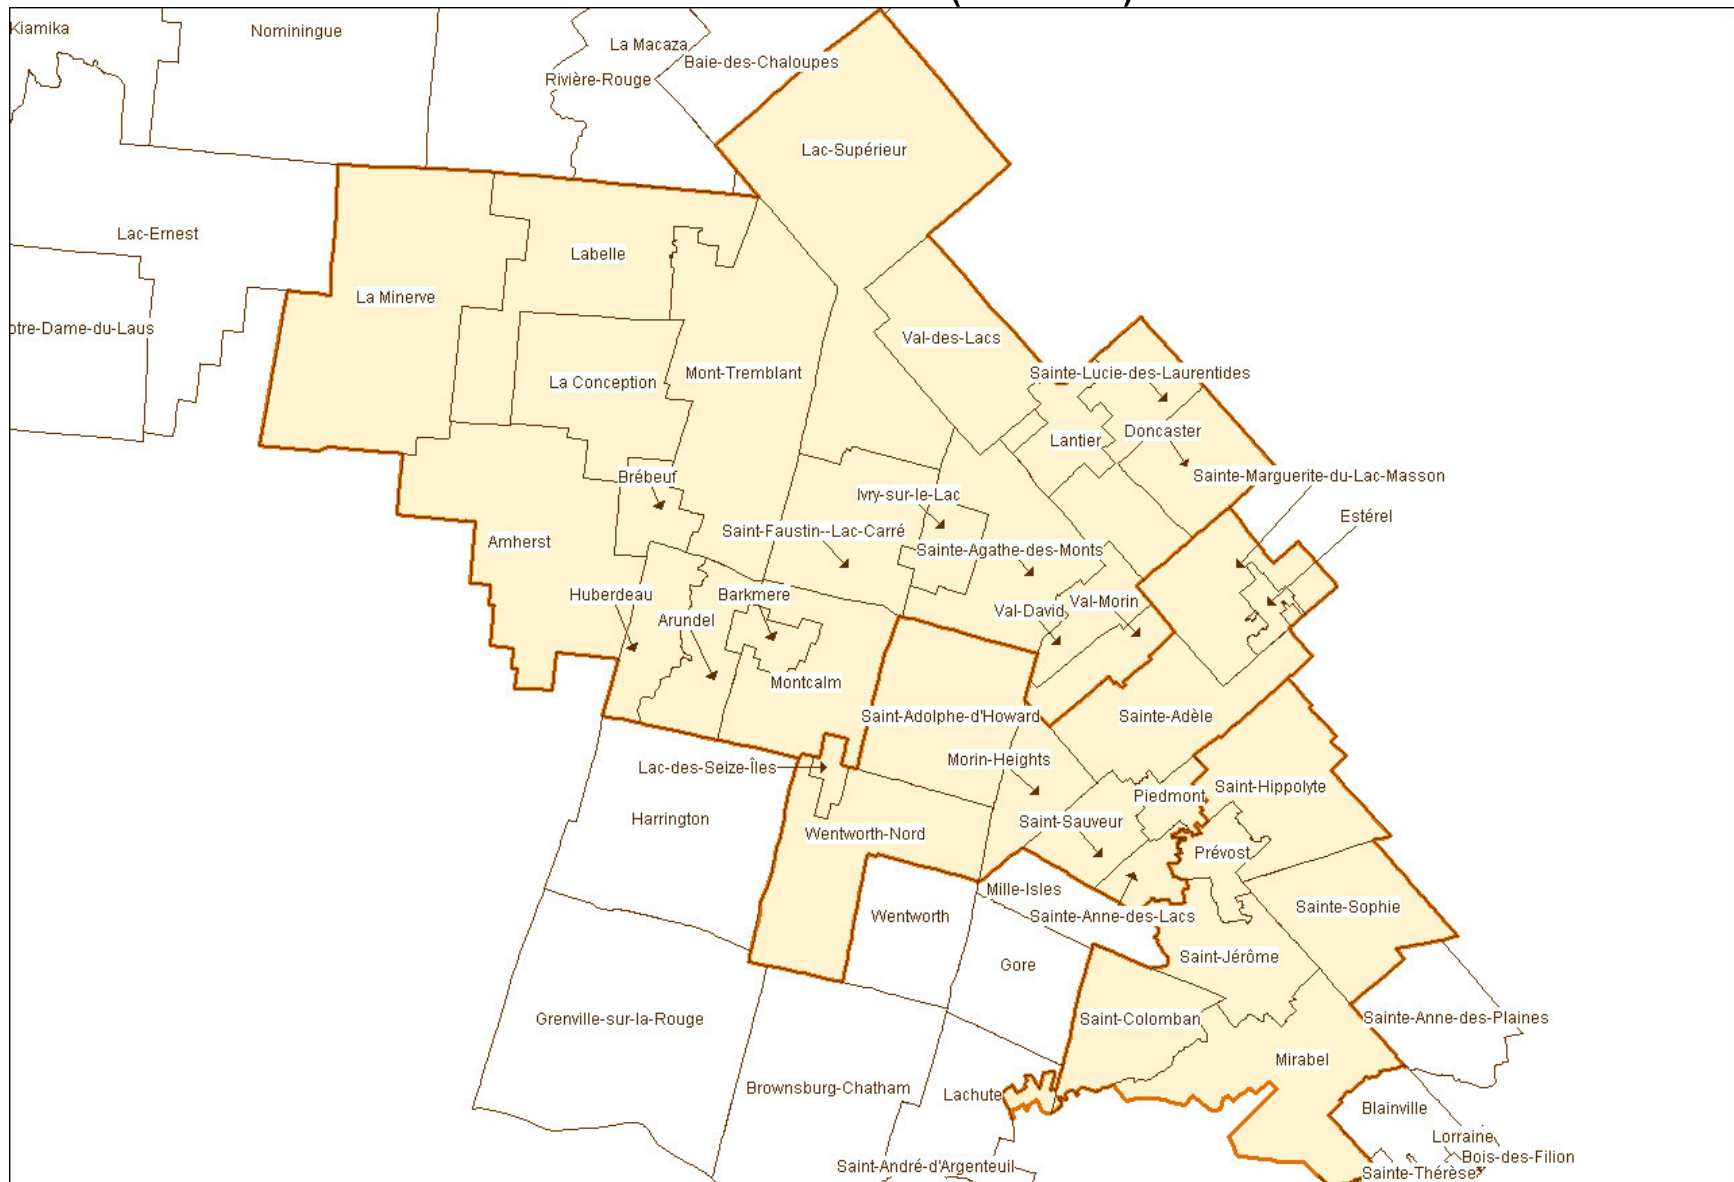 Kiamika
Nominingue
La Macaza
Baie-des-Chaloupes
Rivière-Rouge
Lac-Supérieur
Lac-Ernest
Labelle
La Minerve
otre-Dame-du-Laus
Val-des-Lacs
Mont-Tremblant
Sainte-Lucie-des-Laurentides
La Conception
Doncaster
Lantier
Brébeuf
Sainte-Marguerite-du-Lac-Masson
Ivry-sur-le-Lac
Estérel
Saint-Faustin--Lac-Carré
Amherst
Sainte-Agathe-des-Monts
Huberdeau
Barkmere
Val-Morin
Val-David
Arundel
Montcalm
Saint-Adolphe-d'Howard
Sainte-Adèle
Morin-Heights
Lac-des-Seize-Îles
Saint-Hippolyte
Piedmont
Harrington
Saint-Sauveur
Wentworth-Nord
Prévost
Mille-Isles
Sainte-Sophie
Wentworth
Sainte-Anne-des-Lacs
Saint-Jérôme
Gore
Grenville-sur-la-Rouge
Saint-Colomban
Sainte-Anne-des-Plaines
Mirabel
Brownsburg-Chatham
Lachute
Blainville
Lorraine
Bois-des-Filion
Saint-André-d'Argenteuil
Sainte-Thérèse